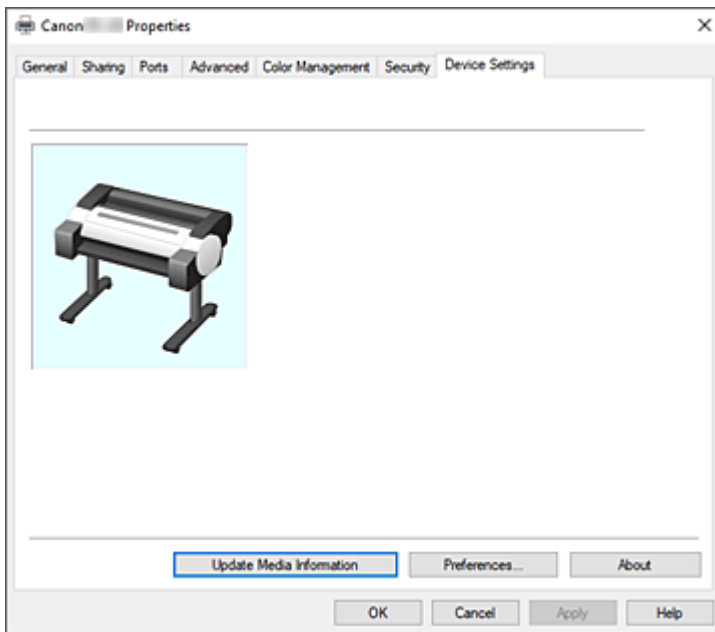 Canon Properties
General Sharing Ports Advanced Color Management Security Device Settings
Update Media Information Preferences... About
OK Cancel Apply Help